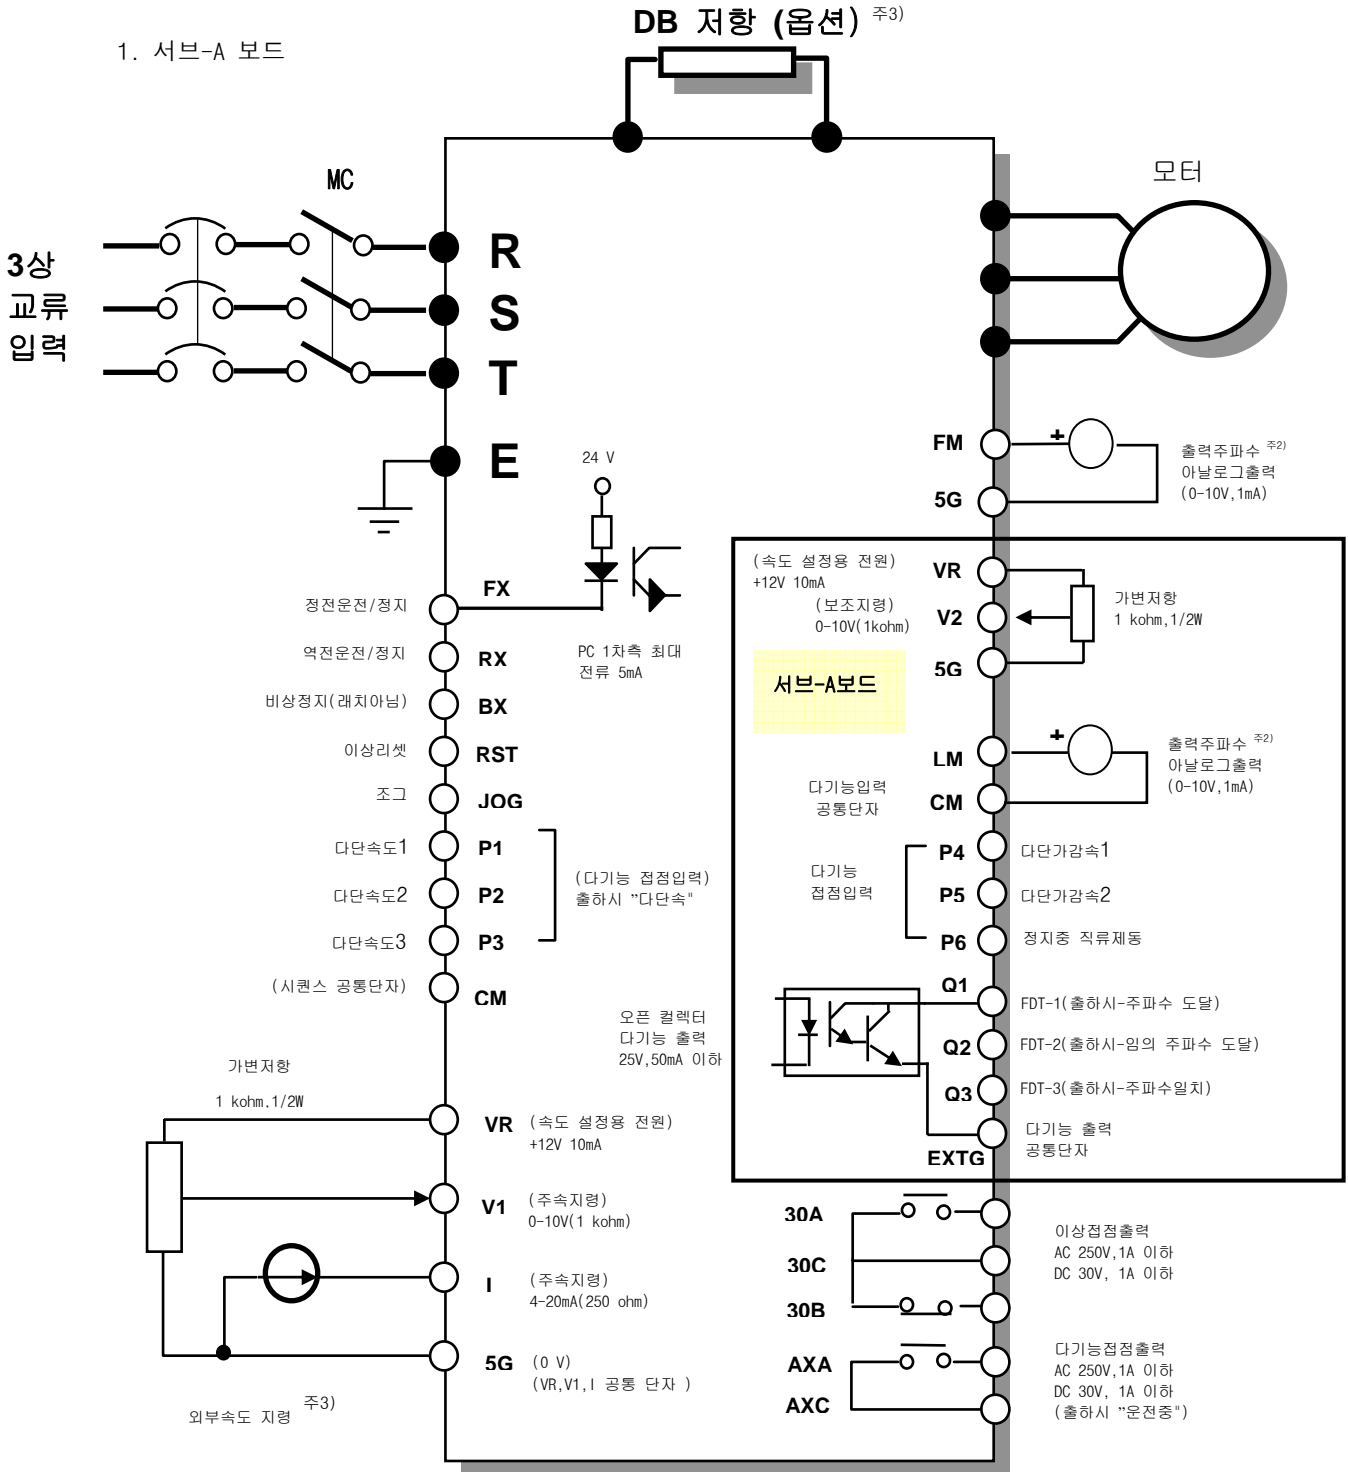 DB 저항 (옵션) 주3)
1. 서브-A 보드
MC
모터
3상
교류
입력
R
S
T
E
24 V
FM
5G
출력주파수 주2)
아날로그출력
(0-10V,1mA)
정전운전/정지
FX
역전운전/정지
RX
PC 1차측 최대
전류 5mA
비상정지(래치아님)
BX
이상리셋
RST
조그
JOG
다단속도1
P1
다단속도2
P2
다단속도3
P3
(다기능 접점입력)
출하시 "다단속"
(시퀀스 공통단자)
CM
(속도 설정용 전원)
+12V 10mA
VR
(보조지령)
0-10V(1kohm)
V2
5G
가변저항
1 kohm,1/2W
서브-A보드
LM
CM
출력주파수 주2)
아날로그출력
(0-10V,1mA)
다기능입력
공통단자
다기능
접점입력
P4
다단가감속1
P5
다단가감속2
P6
정지중 직류제동
오픈 컬렉터
다기능 출력
25V,50mA 이하
Q1
FDT-1(출하시-주파수 도달)
Q2
FDT-2(출하시-임의 주파수 도달)
Q3
FDT-3(출하시-주파수일치)
EXTG
다기능 출력
공통단자
가변저항
1 kohm,1/2W
VR
(속도 설정용 전원)
+12V 10mA
V1
(주속지령)
0-10V(1 kohm)
I
(주속지령)
4-20mA(250 ohm)
5G
(0 V)
(VR,V1,I 공통 단자 )
외부속도 지령 주3)
30A
30C
30B
이상접점출력
AC 250V,1A 이하
DC 30V, 1A 이하
AXA
AXC
다기능접점출력
AC 250V,1A 이하
DC 30V, 1A 이하
(출하시 "운전중")